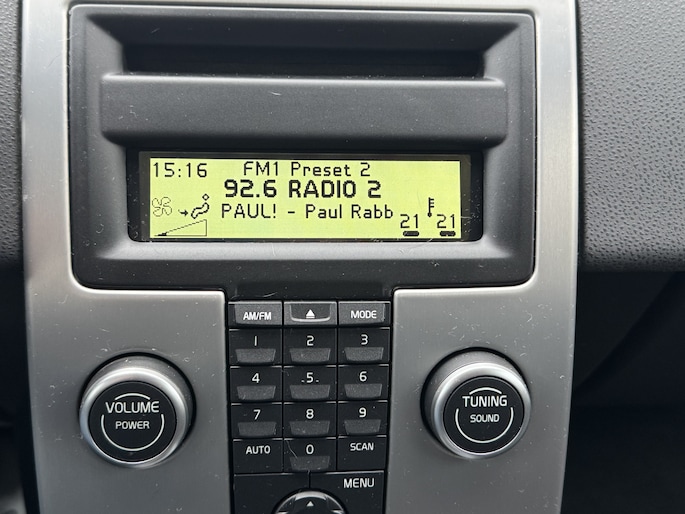 15:16 FM1 Preset 2
92.6 RADIO 2
PAUL! - Paul Rabb
21 21
AM/FM MODE
1 2 3
4 5 6
7 8 9
AUTO 0 SCAN
MENU
VOLUME
POWER
TUNING
SOUND